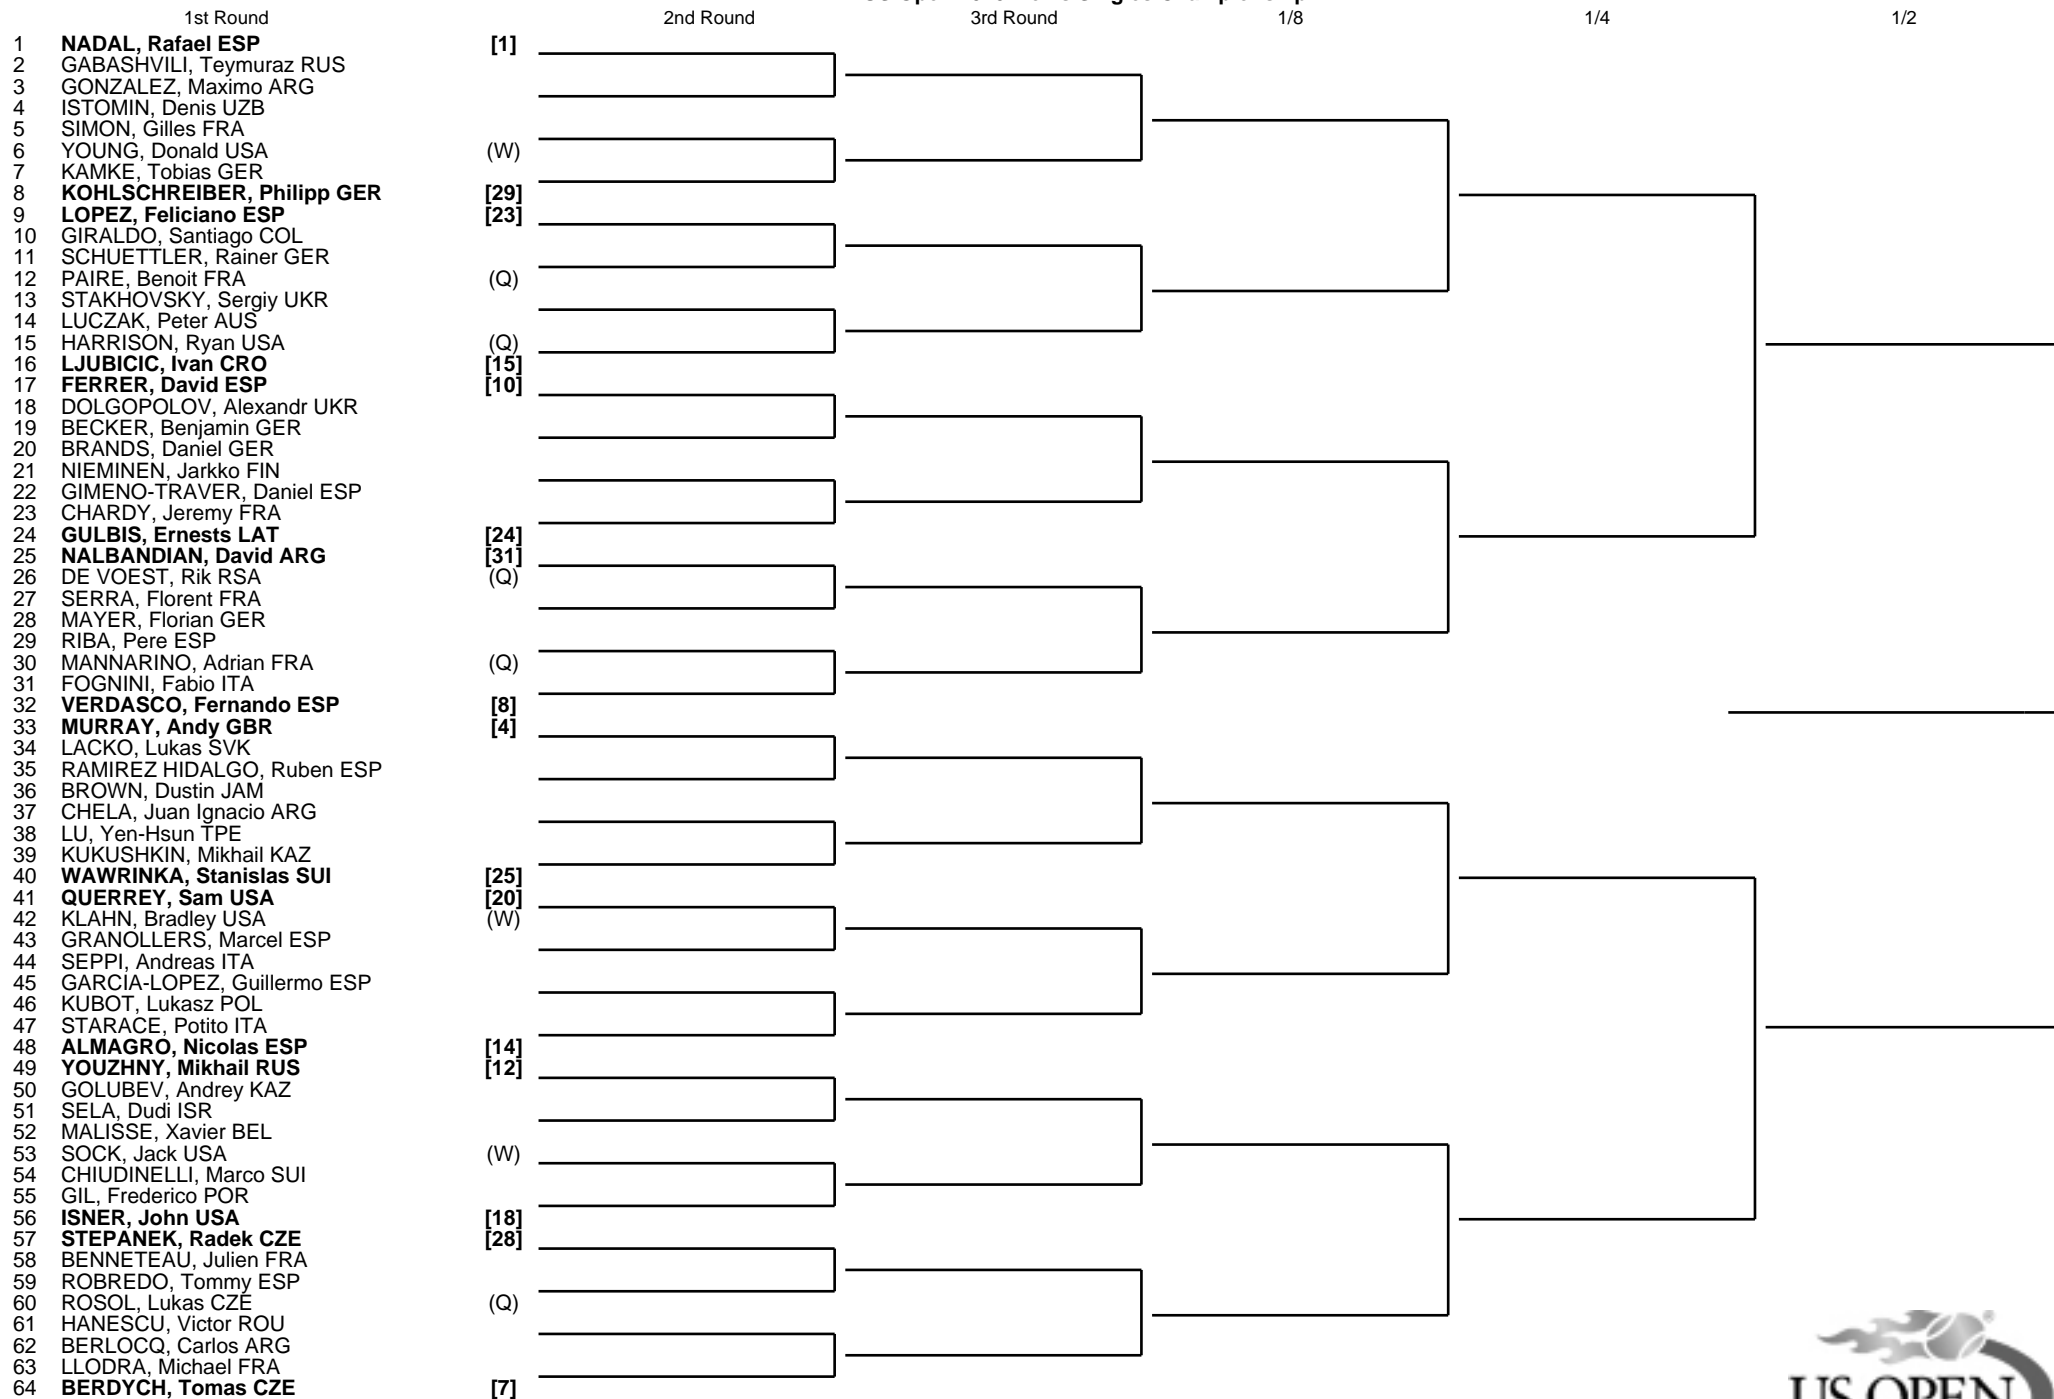 1st Round 2nd Round 3rd Round 1/8 1/4 1/2
1 NADAL, Rafael ESP [1]
2 GABASHVILI, Teymuraz RUS
3 GONZALEZ, Maximo ARG
4 ISTOMIN, Denis UZB
5 SIMON, Gilles FRA
6 YOUNG, Donald USA (W)
7 KAMKE, Tobias GER
8 KOHLSCHREIBER, Philipp GER [29]
9 LOPEZ, Feliciano ESP [23]
10 GIRALDO, Santiago COL
11 SCHUETTLER, Rainer GER
12 PAIRE, Benoit FRA (Q)
13 STAKHOVSKY, Sergiy UKR
14 LUCZAK, Peter AUS
15 HARRISON, Ryan USA (Q)
16 LJUBICIC, Ivan CRO [15]
17 FERRER, David ESP [10]
18 DOLGOPOLOV, Alexandr UKR
19 BECKER, Benjamin GER
20 BRANDS, Daniel GER
21 NIEMINEN, Jarkko FIN
22 GIMENO-TRAVER, Daniel ESP
23 CHARDY, Jeremy FRA
24 GULBIS, Ernests LAT [24]
25 NALBANDIAN, David ARG [31]
26 DE VOEST, Rik RSA (Q)
27 SERRA, Florent FRA
28 MAYER, Florian GER
29 RIBA, Pere ESP
30 MANNARINO, Adrian FRA (Q)
31 FOGNINI, Fabio ITA
32 VERDASCO, Fernando ESP [8]
33 MURRAY, Andy GBR [4]
34 LACKO, Lukas SVK
35 RAMIREZ HIDALGO, Ruben ESP
36 BROWN, Dustin JAM
37 CHELA, Juan Ignacio ARG
38 LU, Yen-Hsun TPE
39 KUKUSHKIN, Mikhail KAZ
40 WAWRINKA, Stanislas SUI [25]
41 QUERREY, Sam USA [20]
42 KLAHN, Bradley USA (W)
43 GRANOLLERS, Marcel ESP
44 SEPPI, Andreas ITA
45 GARCIA-LOPEZ, Guillermo ESP
46 KUBOT, Lukasz POL
47 STARACE, Potito ITA
48 ALMAGRO, Nicolas ESP [14]
49 YOUZHNY, Mikhail RUS [12]
50 GOLUBEV, Andrey KAZ
51 SELA, Dudi ISR
52 MALISSE, Xavier BEL
53 SOCK, Jack USA (W)
54 CHIUDINELLI, Marco SUI
55 GIL, Frederico POR
56 ISNER, John USA [18]
57 STEPANEK, Radek CZE [28]
58 BENNETEAU, Julien FRA
59 ROBREDO, Tommy ESP
60 ROSOL, Lukas CZE (Q)
61 HANESCU, Victor ROU
62 BERLOCQ, Carlos ARG
63 LLODRA, Michael FRA
64 BERDYCH, Tomas CZE [7]
US OPEN